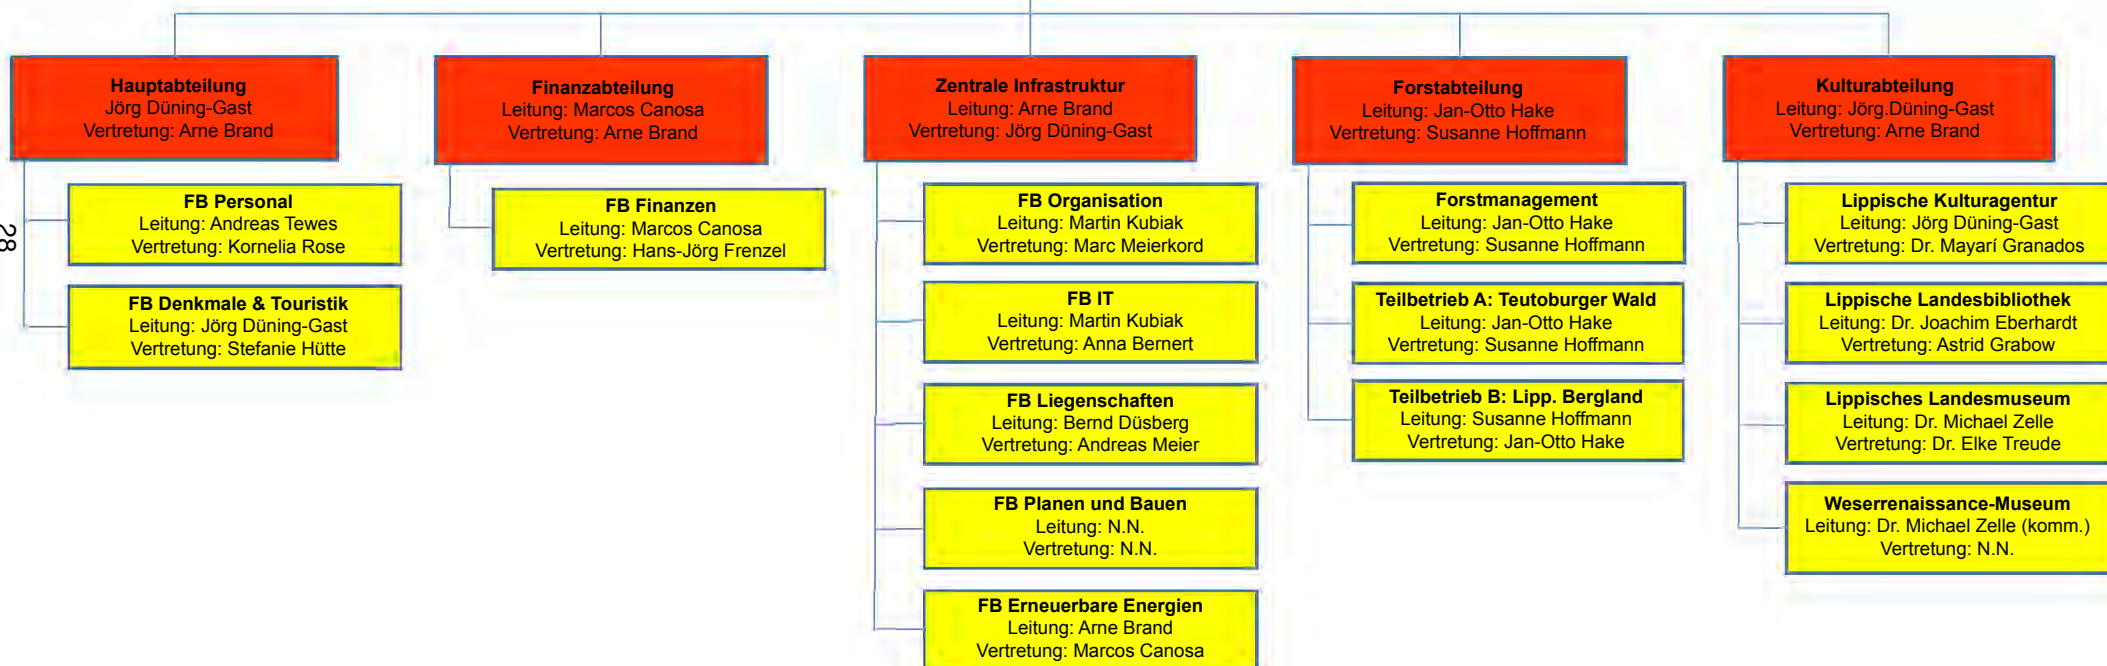 Hauptabteilung
Jörg Düning-Gast
Vertretung: Arne Brand
FB Personal
Leitung: Andreas Tewes
Vertretung: Kornelia Rose
FB Denkmale & Touristik
Leitung: Jörg Düning-Gast
Vertretung: Stefanie Hütte
Finanzabteilung
Leitung: Marcos Canosa
Vertretung: Arne Brand
FB Finanzen
Leitung: Marcos Canosa
Vertretung: Hans-Jörg Frenzel
Zentrale Infrastruktur
Leitung: Arne Brand
Vertretung: Jörg Düning-Gast
FB Organisation
Leitung: Martin Kubiak
Vertretung: Marc Meierkord
FB IT
Leitung: Martin Kubiak
Vertretung: Anna Bernert
FB Liegenschaften
Leitung: Bernd Düsberg
Vertretung: Andreas Meier
FB Planen und Bauen
Leitung: N.N.
Vertretung: N.N.
FB Erneuerbare Energien
Leitung: Arne Brand
Vertretung: Marcos Canosa
Forstabteilung
Leitung: Jan-Otto Hake
Vertretung: Susanne Hoffmann
Forstmanagement
Leitung: Jan-Otto Hake
Vertretung: Susanne Hoffmann
Teilbetrieb A: Teutoburger Wald
Leitung: Jan-Otto Hake
Vertretung: Susanne Hoffmann
Teilbetrieb B: Lipp. Bergland
Leitung: Susanne Hoffmann
Vertretung: Jan-Otto Hake
Kulturabteilung
Leitung: Jörg.Düning-Gast
Vertretung: Arne Brand
Lippische Kulturagentur
Leitung: Jörg Düning-Gast
Vertretung: Dr. Mayarí Granados
Lippische Landesbibliothek
Leitung: Dr. Joachim Eberhardt
Vertretung: Astrid Grabow
Lippisches Landesmuseum
Leitung: Dr. Michael Zelle
Vertretung: Dr. Elke Treude
Weserrenaissance-Museum
Leitung: Dr. Michael Zelle (komm.)
Vertretung: N.N.
28